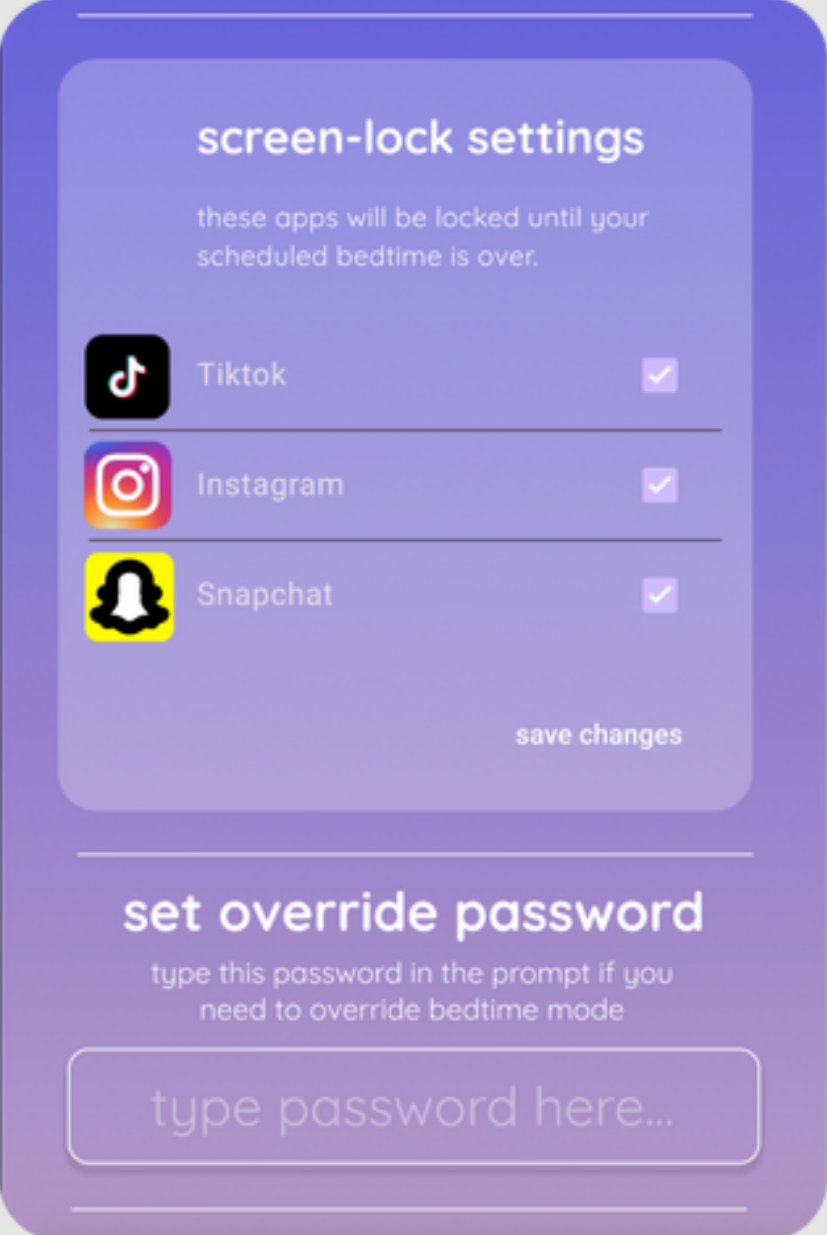 screen-lock settings
these apps will be locked until your
scheduled bedtime is over.
Tiktok
Instagram
Snapchat
save changes
set override password
type this password in the prompt if you
need to override bedtime mode
type password here...